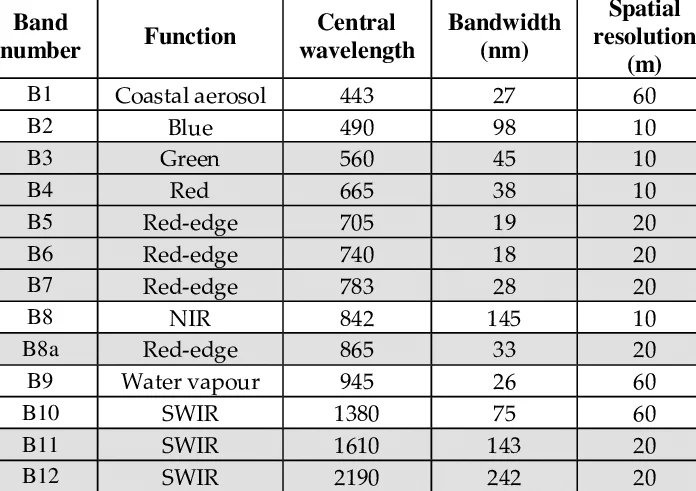 Band number Function Central wavelength Bandwidth (nm) Spatial resolution (m)
B1 Coastal aerosol 443 27 60
B2 Blue 490 98 10
B3 Green 560 45 10
B4 Red 665 38 10
B5 Red-edge 705 19 20
B6 Red-edge 740 18 20
B7 Red-edge 783 28 20
B8 NIR 842 145 10
B8a Red-edge 865 33 20
B9 Water vapour 945 26 60
B10 SWIR 1380 75 60
B11 SWIR 1610 143 20
B12 SWIR 2190 242 20